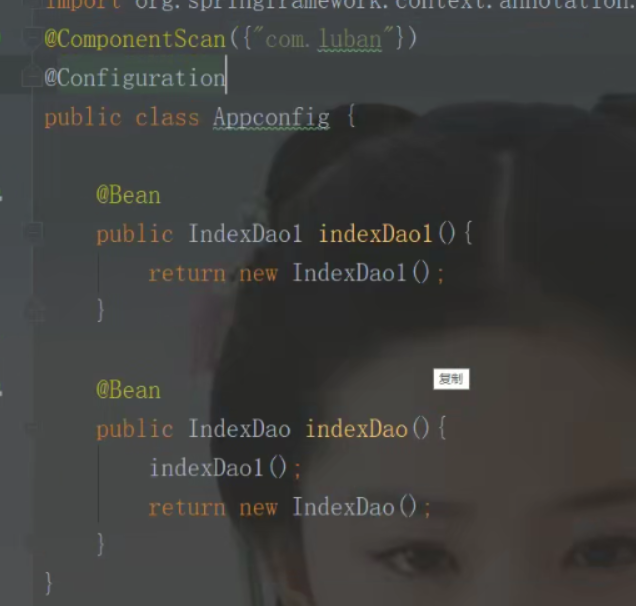 import org.springframework.context.annotation.
@ComponentScan({"com.luban"})
@Configuration
public class Appconfig {
@Bean
public IndexDao1 indexDao1(){
return new IndexDao1();
}
复制
@Bean
public IndexDao indexDao(){
indexDao1();
return new IndexDao();
}
}